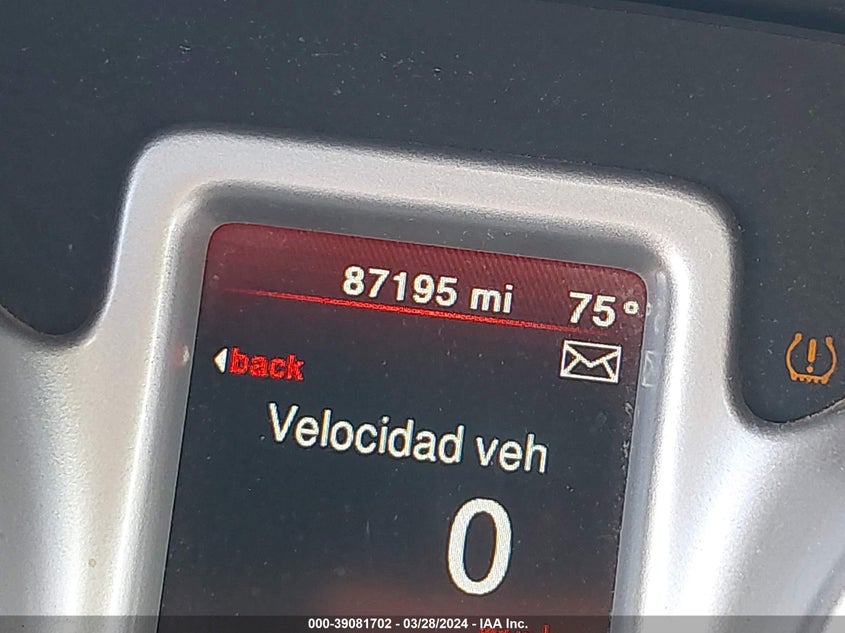 87195 mi 75°
back
Velocidad veh
0
000-39081702 - 03/28/2024 - IAA Inc.